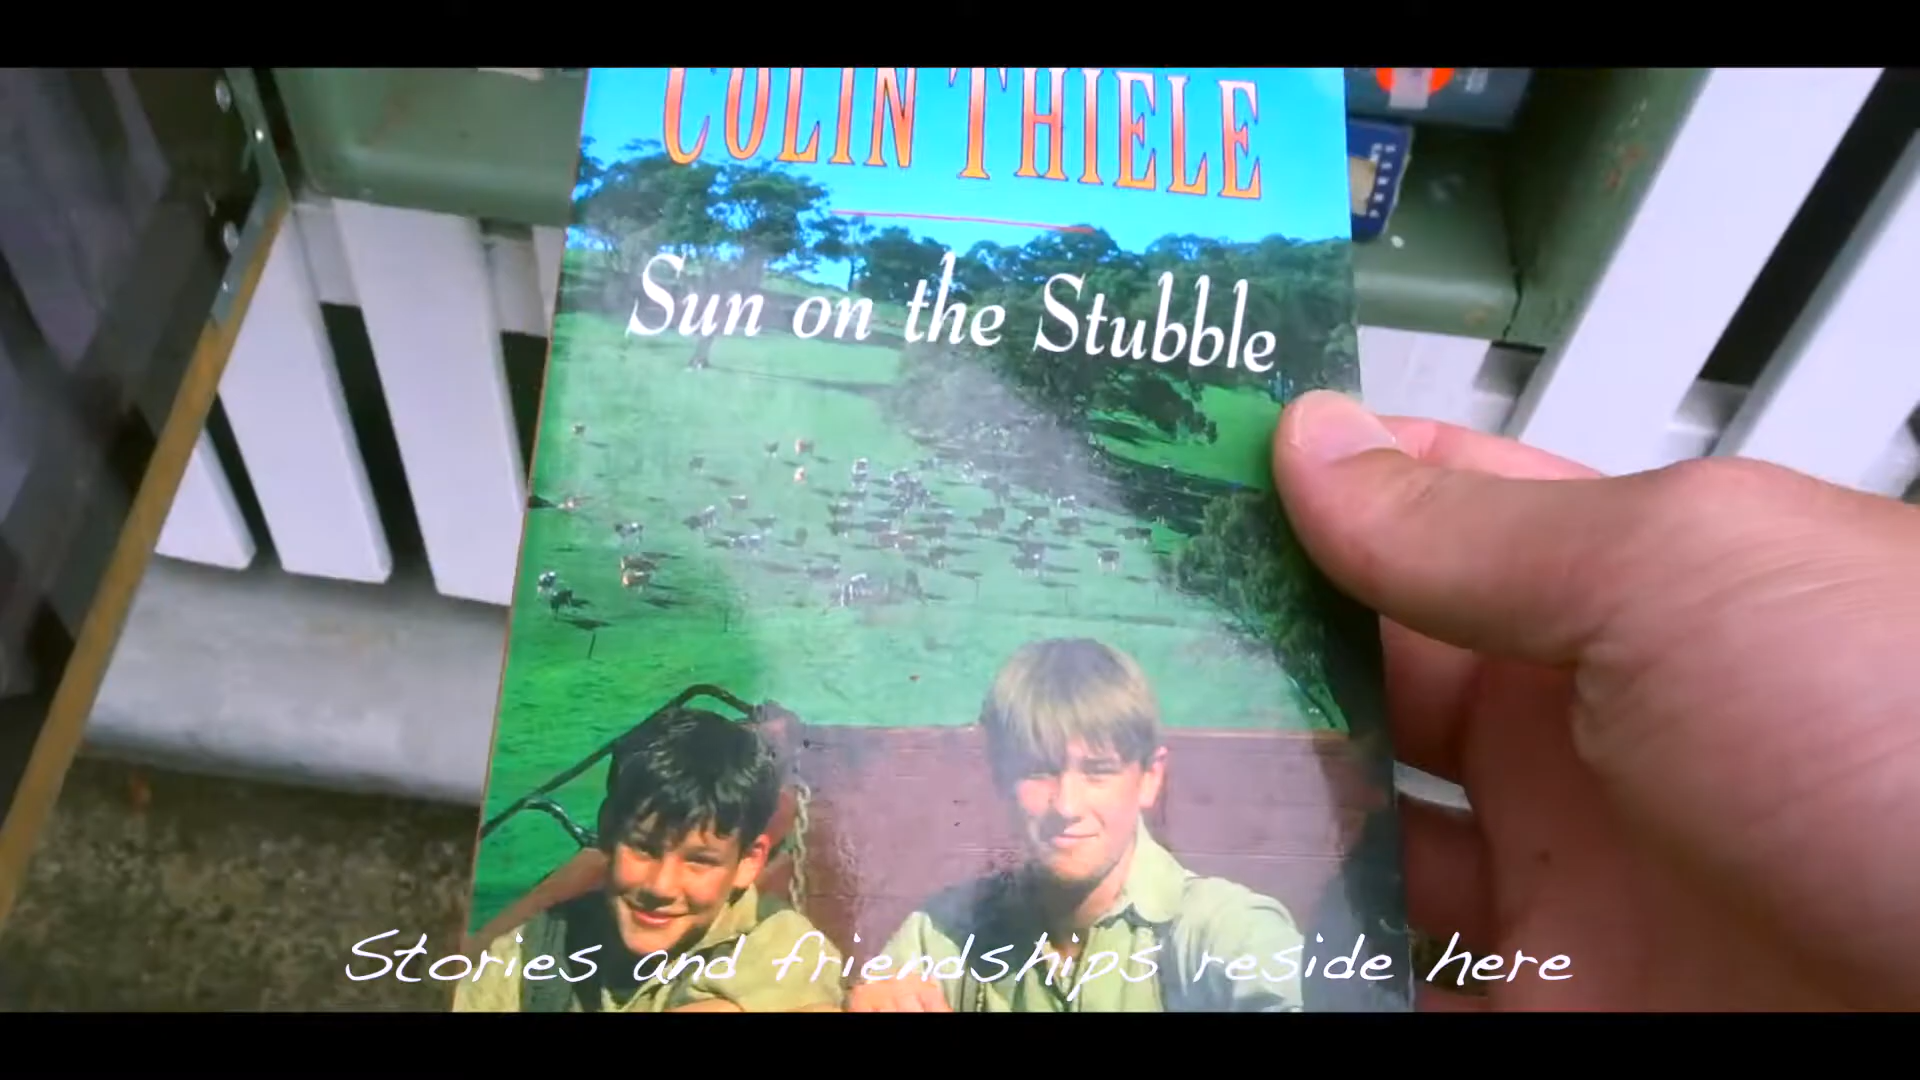 COLIN THIELE
Sun on the Stubble
Stories and friendships reside here